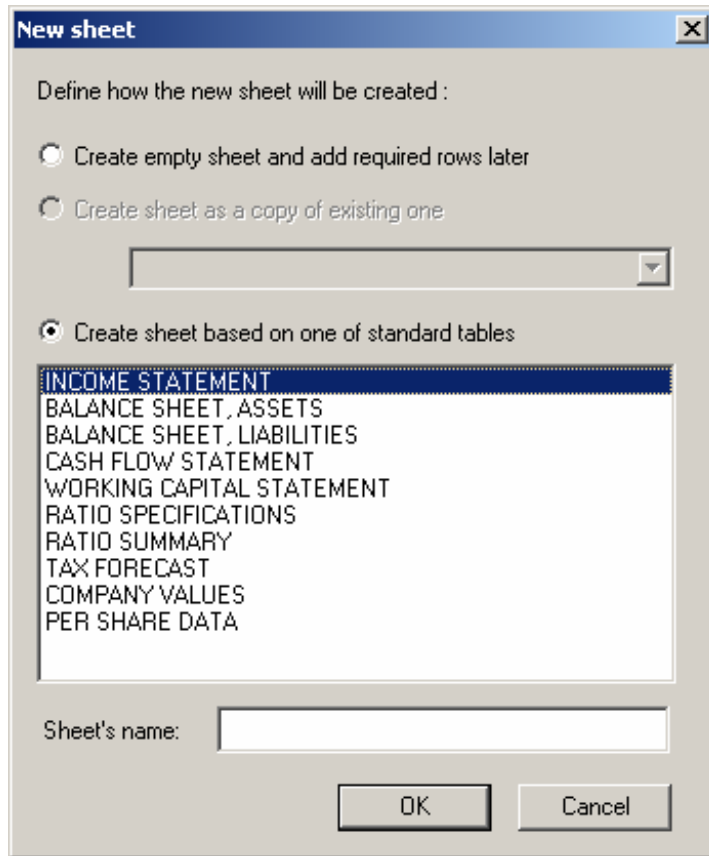 New sheet
Define how the new sheet will be created :
Create empty sheet and add required rows later
Create sheet as a copy of existing one
Create sheet based on one of standard tables
INCOME STATEMENT
BALANCE SHEET, ASSETS
BALANCE SHEET, LIABILITIES
CASH FLOW STATEMENT
WORKING CAPITAL STATEMENT
RATIO SPECIFICATIONS
RATIO SUMMARY
TAX FORECAST
COMPANY VALUES
PER SHARE DATA
Sheet's name:
OK Cancel